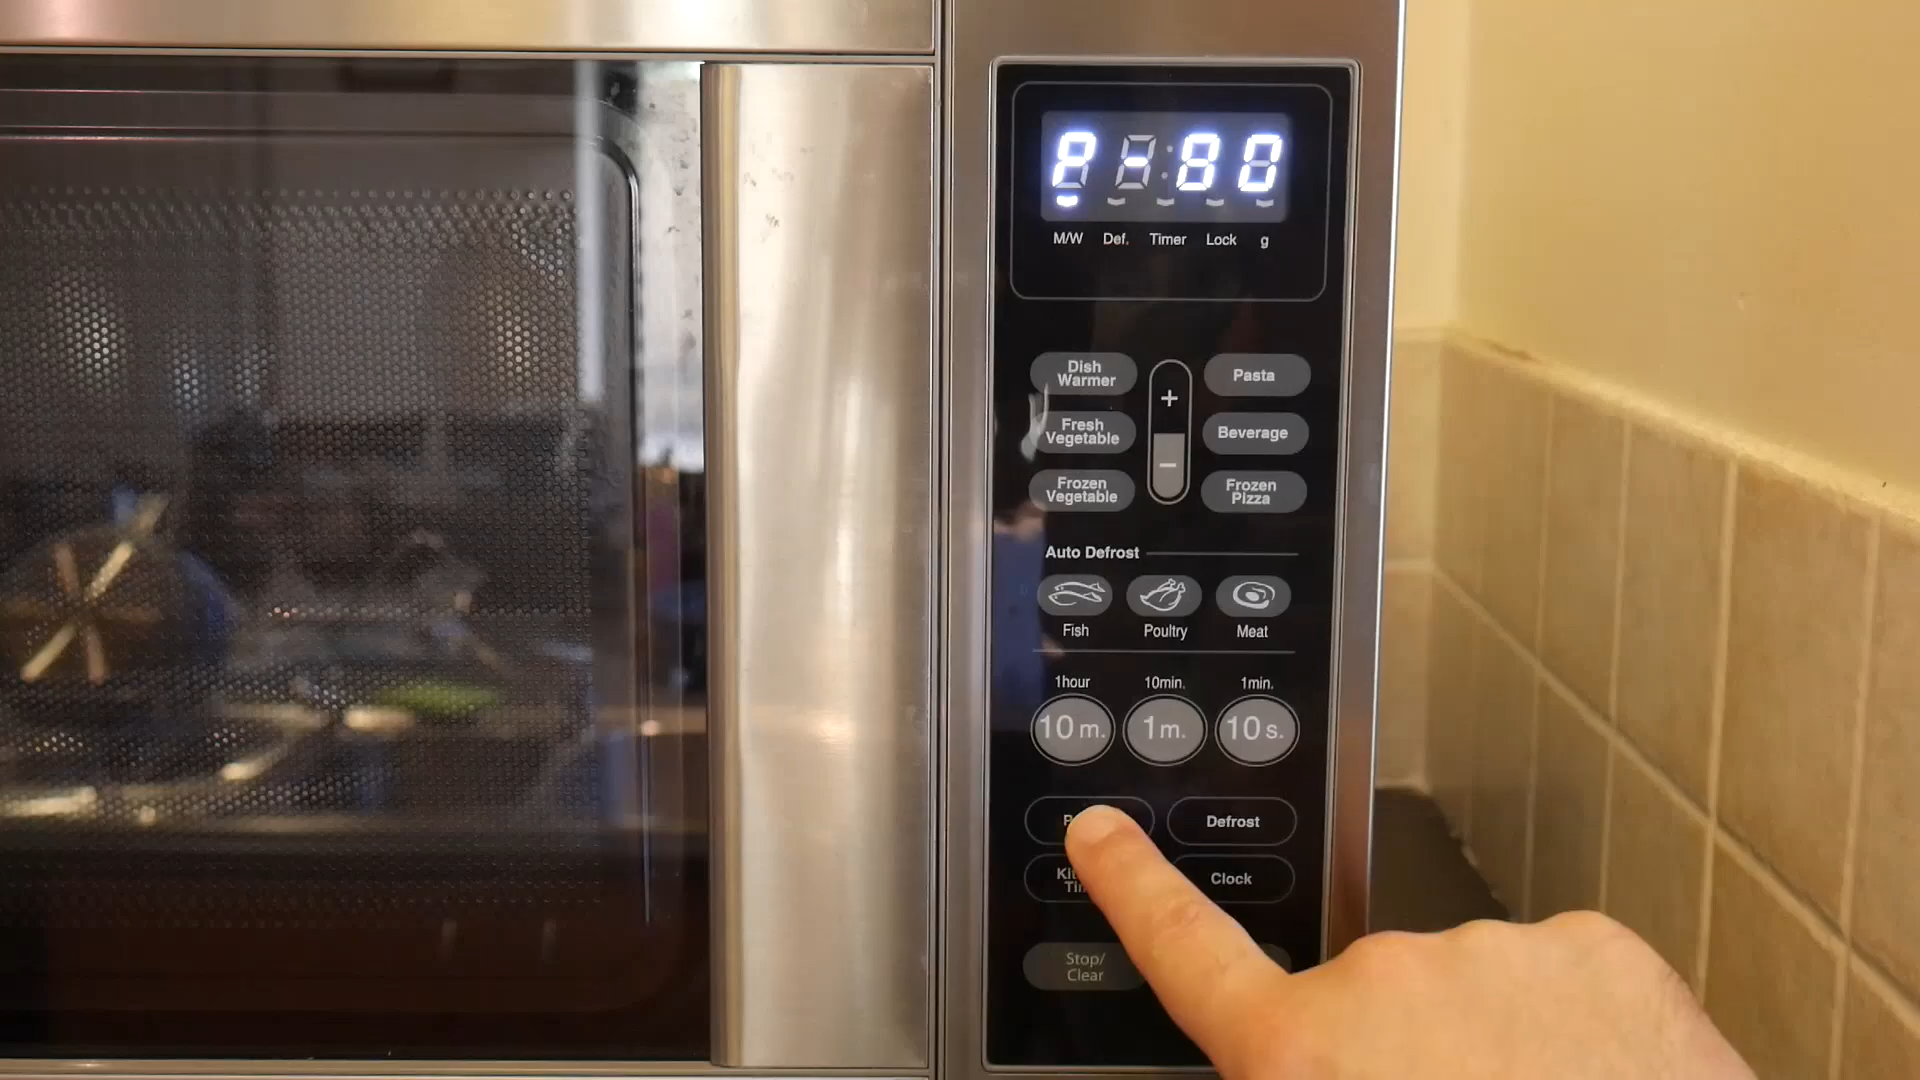 P-80
M/W Def. Timer Lock g
Dish
Warmer
+
Pasta
Fresh
Vegetable
Beverage
Frozen
Vegetable
−
Frozen
Pizza
Auto Defrost
Fish Poultry Meat
1hour 10min. 1min.
10 m. 1 m. 10 s.
Defrost
Clock
Stop/
Clear